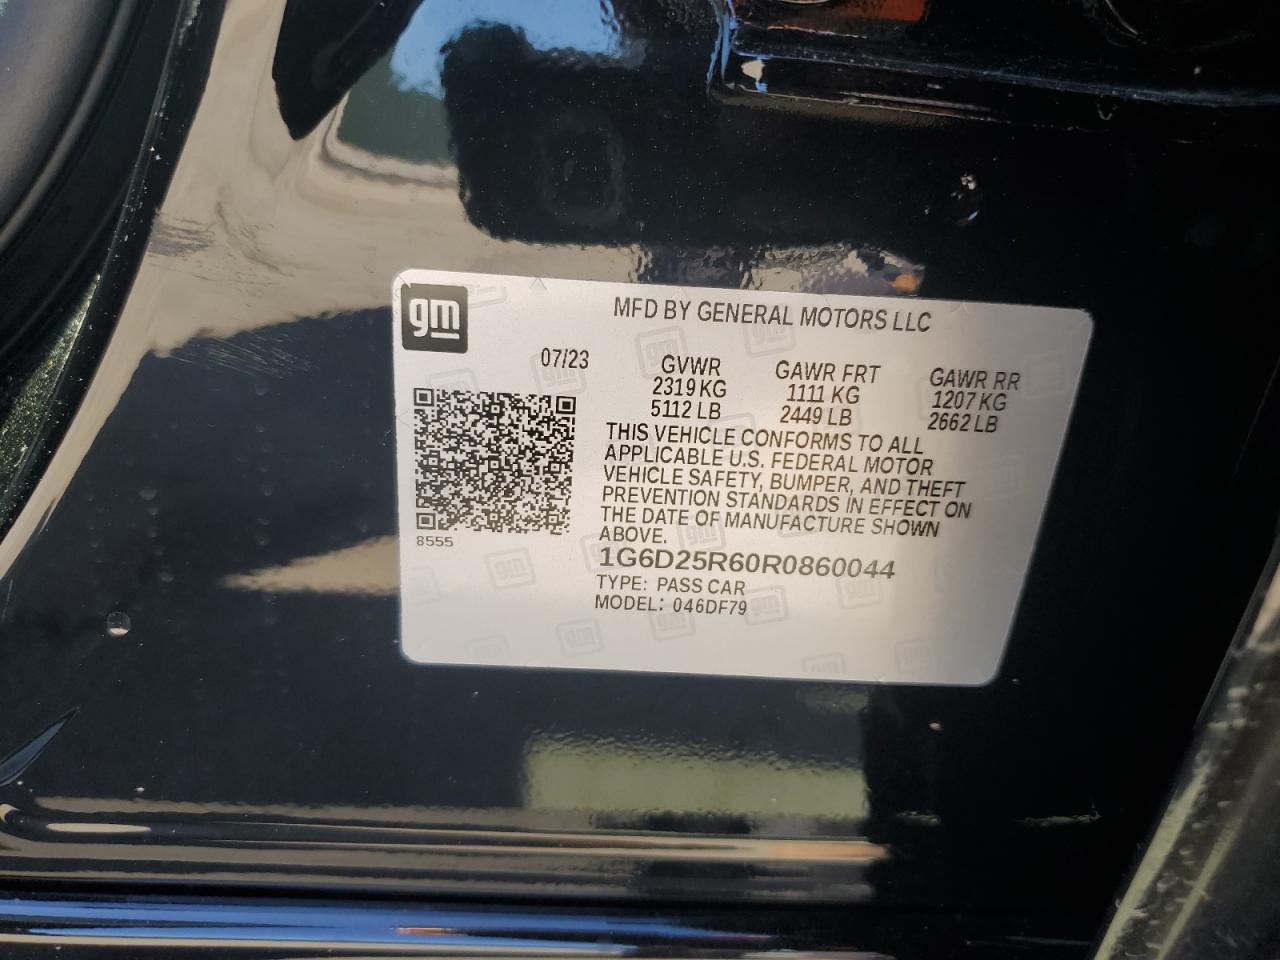 gm
MFD BY GENERAL MOTORS LLC
07/23
GVWR
2319 KG
5112 LB
GAWR FRT
1111 KG
2449 LB
GAWR RR
1207 KG
2662 LB
THIS VEHICLE CONFORMS TO ALL
APPLICABLE U.S. FEDERAL MOTOR
VEHICLE SAFETY, BUMPER, AND THEFT
PREVENTION STANDARDS IN EFFECT ON
THE DATE OF MANUFACTURE SHOWN
ABOVE.
8555
1G6D25R60R0860044
TYPE: PASS CAR
MODEL: 046DF79